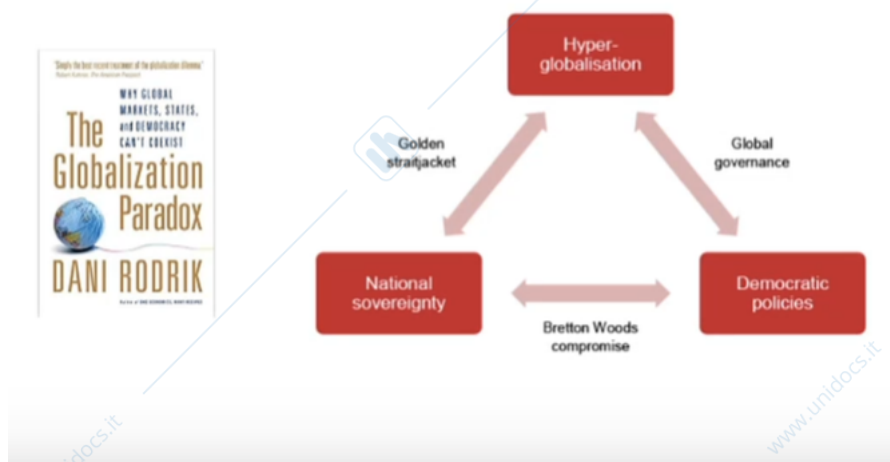 "Simply the best recent treatment of the globalization dilemma."
WHY GLOBAL
MARKETS, STATES,
and DEMOCRACY
CAN'T COEXIST
The
Globalization
Paradox
DANI RODRIK
Hyper-
globalisation
Golden
straitjacket
Global
governance
National
sovereignty
Democratic
policies
Bretton Woods
compromise
www.unidocs.it
docs.it